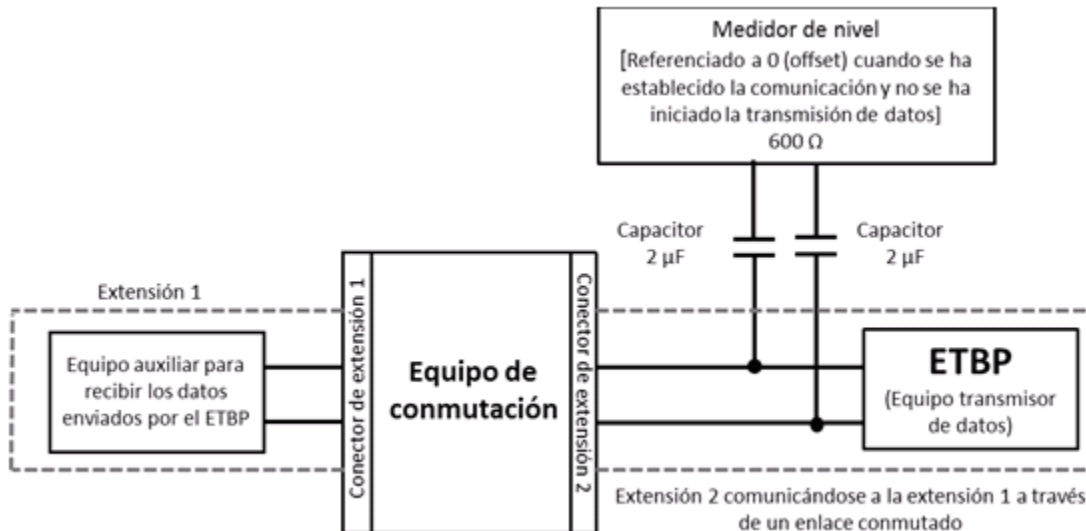 Medidor de nivel
[Referenciado a 0 (offset) cuando se ha
establecido la comunicación y no se ha
iniciado la transmisión de datos]
600 Ω
Capacitor
2 µF
Capacitor
2 µF
Extensión 1
Equipo auxiliar para
recibir los datos
enviados por el ETBP
Conector de extensión 1
Equipo de
conmutación
Conector de extensión 2
ETBP
(Equipo transmisor
de datos)
Extensión 2 comunicándose a la extensión 1 a través
de un enlace conmutado